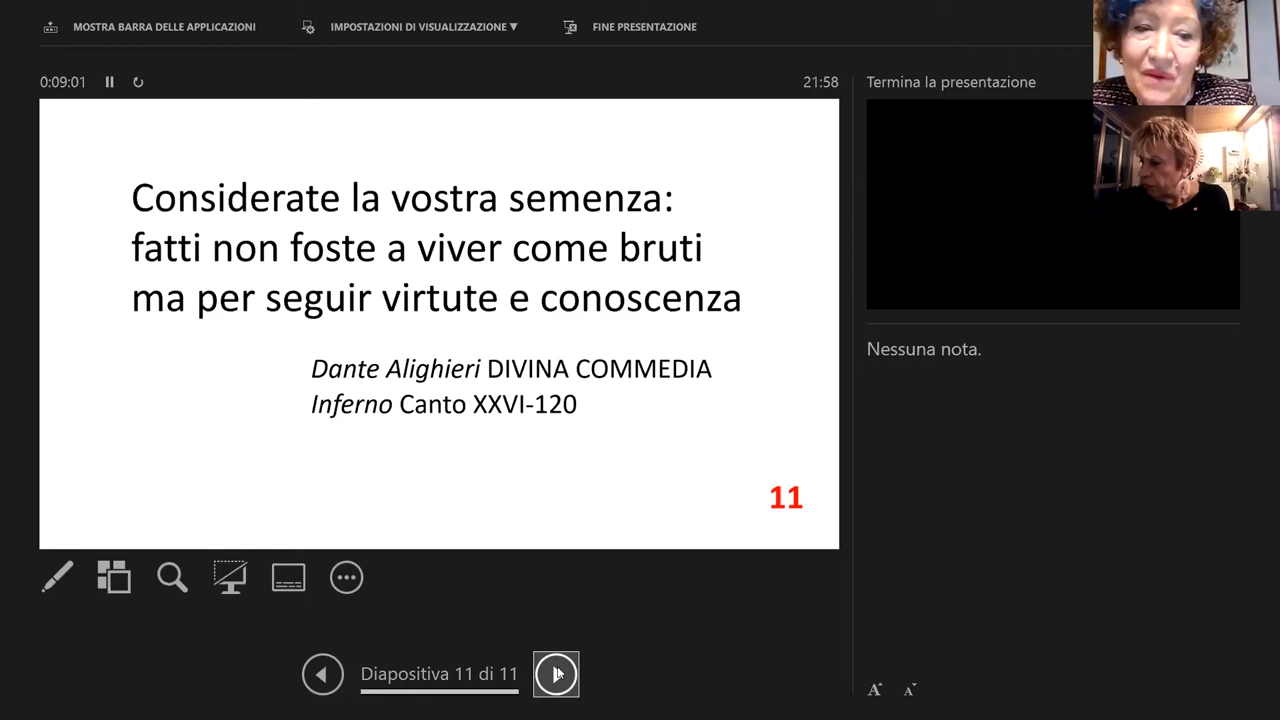 MOSTRA BARRA DELLE APPLICAZIONI
IMPOSTAZIONI DI VISUALIZZAZIONE ▼
FINE PRESENTAZIONE
0:09:01
21:58
Termina la presentazione
Considerate la vostra semenza:
fatti non foste a viver come bruti
ma per seguir virtute e conoscenza
Dante Alighieri DIVINA COMMEDIA
Inferno Canto XXVI-120
11
Nessuna nota.
Diapositiva 11 di 11
A A